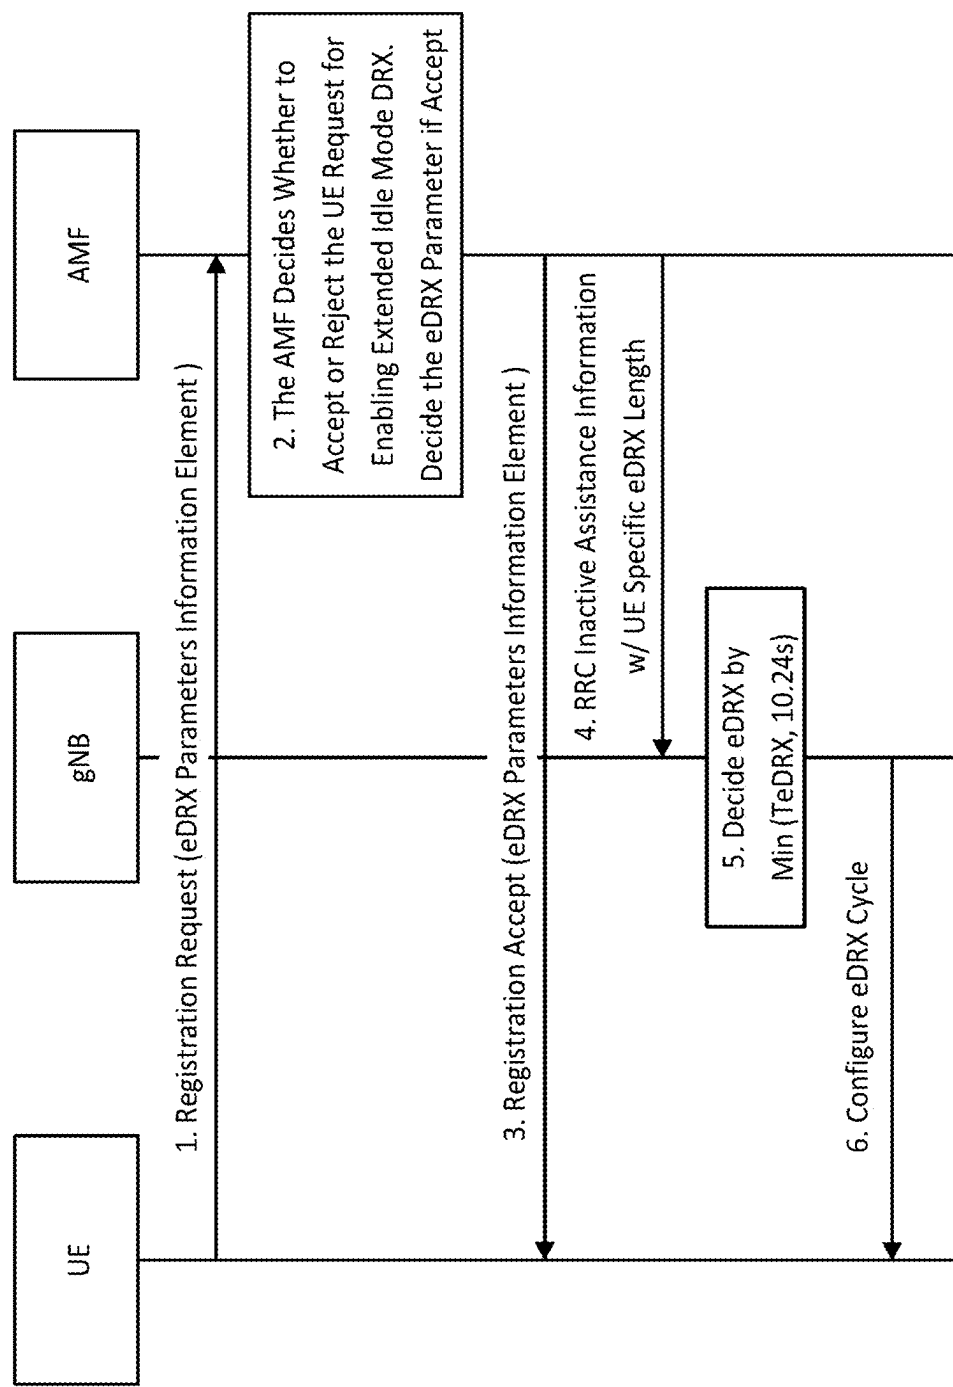 UE
gNB
AMF
1. Registration Request (eDRX Parameters Information Element )
2. The AMF Decides Whether to
Accept or Reject the UE Request for
Enabling Extended Idle Mode DRX.
Decide the eDRX Parameter if Accept
3. Registration Accept (eDRX Parameters Information Element )
4. RRC Inactive Assistance Information
w/ UE Specific eDRX Length
5. Decide eDRX by
Min (TeDRX, 10.24s)
6. Configure eDRX Cycle